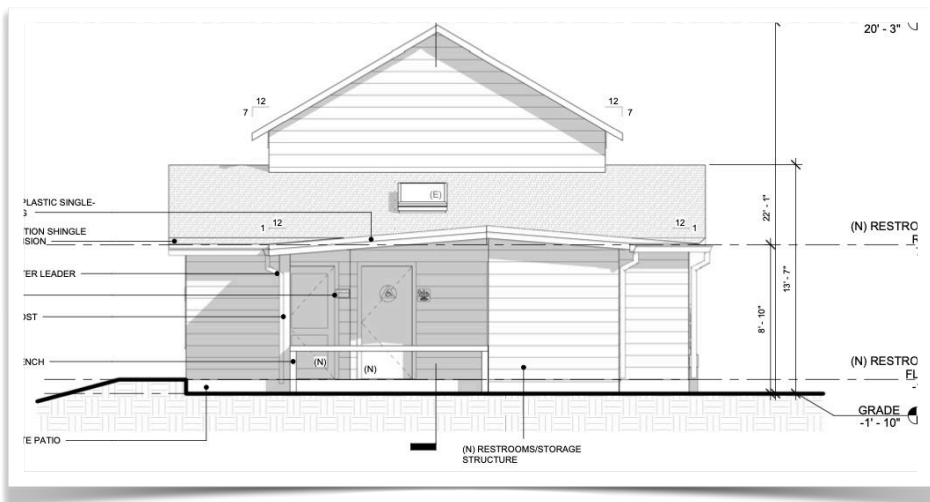 20' - 3"
12
7
12
7
PLASTIC SINGLE-
G
(E)
TION SHINGLE
SION
1
12
12
1
22' - 1"
13' - 7"
(N) RESTRO
TER LEADER
OST
8' - 10"
ENCH
(N)
(N)
(N) RESTRO
FL
GRADE
-1' - 10"
TE PATIO
(N) RESTROOMS/STORAGE
STRUCTURE